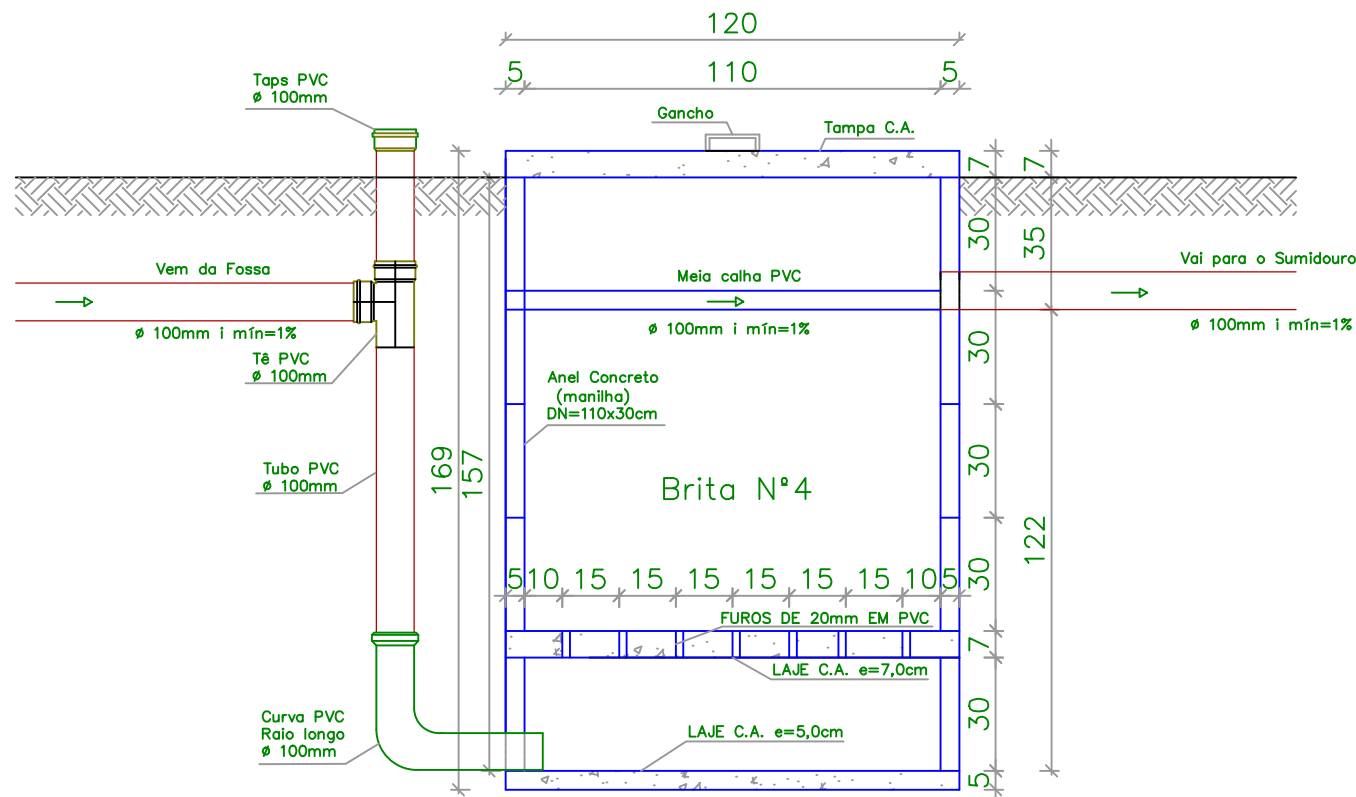 120
5 110 5
Taps PVC
ø 100mm
Gancho
Tampa C.A.
7
7
30
35
Vem da Fossa
Meia calha PVC
Vai para o Sumidouro
ø 100mm i mín=1%
ø 100mm i mín=1%
ø 100mm i mín=1%
Tê PVC
ø 100mm
30
Anel Concreto
(manilha)
DN=110x30cm
169
157
Tubo PVC
ø 100mm
Brita Nº4
30
122
5 10 15 15 15 15 15 15 10 5
30
FUROS DE 20mm EM PVC
7
LAJE C.A. e=7,0cm
30
Curva PVC
Raio longo
ø 100mm
LAJE C.A. e=5,0cm
5